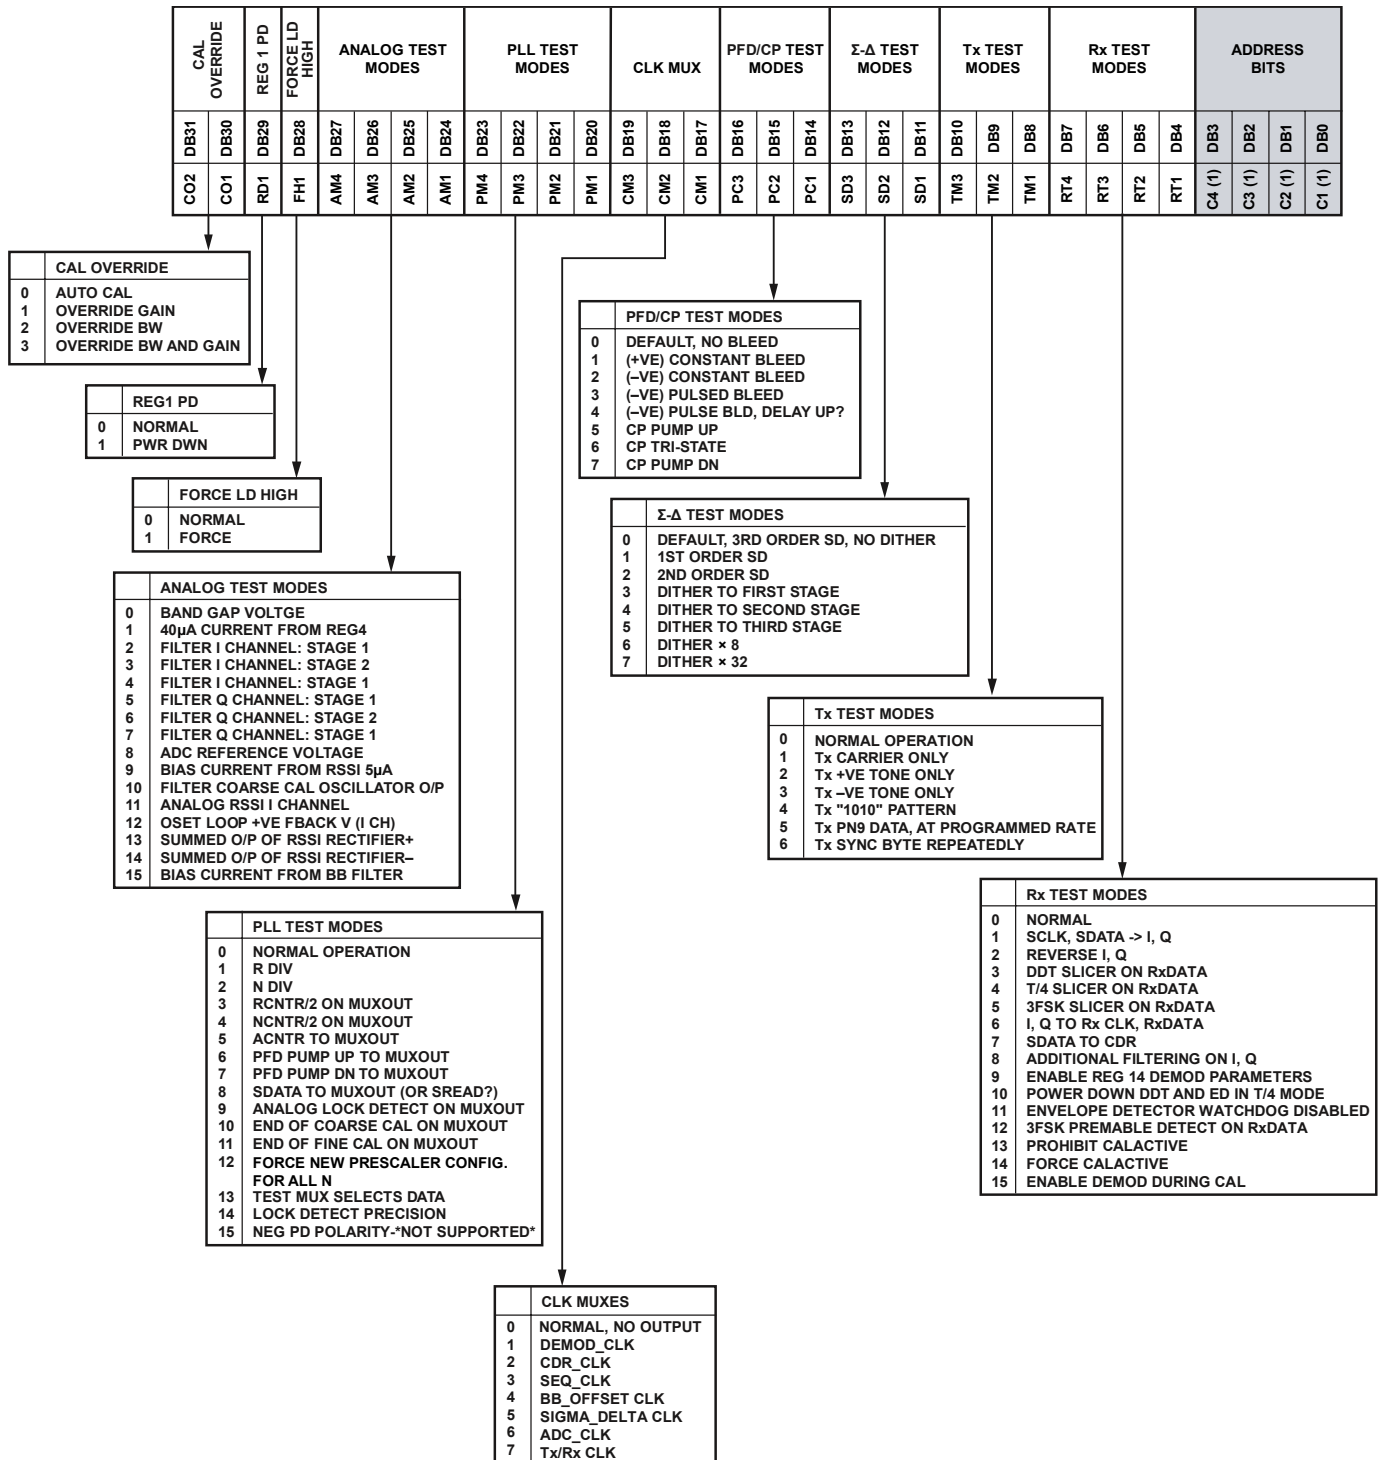 CAL OVERRIDE
REG 1 PD
FORCE LD HIGH
ANALOG TEST MODES
PLL TEST MODES
CLK MUX
PFD/CP TEST MODES
Σ-Δ TEST MODES
Tx TEST MODES
Rx TEST MODES
ADDRESS BITS
DB31 DB30 DB29 DB28 DB27 DB26 DB25 DB24 DB23 DB22 DB21 DB20 DB19 DB18 DB17 DB16 DB15 DB14 DB13 DB12 DB11 DB10 DB9 DB8 DB7 DB6 DB5 DB4 DB3 DB2 DB1 DB0
CO2 CO1 RD1 FH1 AM4 AM3 AM2 AM1 PM4 PM3 PM2 PM1 CM3 CM2 CM1 PC3 PC2 PC1 SD3 SD2 SD1 TM3 TM2 TM1 RT4 RT3 RT2 RT1 C4 (1) C3 (1) C2 (1) C1 (1)
CAL OVERRIDE
0 AUTO CAL
1 OVERRIDE GAIN
2 OVERRIDE BW
3 OVERRIDE BW AND GAIN
REG1 PD
0 NORMAL
1 PWR DWN
FORCE LD HIGH
0 NORMAL
1 FORCE
ANALOG TEST MODES
0 BAND GAP VOLTGE
1 40µA CURRENT FROM REG4
2 FILTER I CHANNEL: STAGE 1
3 FILTER I CHANNEL: STAGE 2
4 FILTER I CHANNEL: STAGE 1
5 FILTER Q CHANNEL: STAGE 1
6 FILTER Q CHANNEL: STAGE 2
7 FILTER Q CHANNEL: STAGE 1
8 ADC REFERENCE VOLTAGE
9 BIAS CURRENT FROM RSSI 5µA
10 FILTER COARSE CAL OSCILLATOR O/P
11 ANALOG RSSI I CHANNEL
12 OSET LOOP +VE FBACK V (I CH)
13 SUMMED O/P OF RSSI RECTIFIER+
14 SUMMED O/P OF RSSI RECTIFIER–
15 BIAS CURRENT FROM BB FILTER
PLL TEST MODES
0 NORMAL OPERATION
1 R DIV
2 N DIV
3 RCNTR/2 ON MUXOUT
4 NCNTR/2 ON MUXOUT
5 ACNTR TO MUXOUT
6 PFD PUMP UP TO MUXOUT
7 PFD PUMP DN TO MUXOUT
8 SDATA TO MUXOUT (OR SREAD?)
9 ANALOG LOCK DETECT ON MUXOUT
10 END OF COARSE CAL ON MUXOUT
11 END OF FINE CAL ON MUXOUT
12 FORCE NEW PRESCALER CONFIG.
FOR ALL N
13 TEST MUX SELECTS DATA
14 LOCK DETECT PRECISION
15 NEG PD POLARITY-*NOT SUPPORTED*
CLK MUXES
0 NORMAL, NO OUTPUT
1 DEMOD_CLK
2 CDR_CLK
3 SEQ_CLK
4 BB_OFFSET CLK
5 SIGMA_DELTA CLK
6 ADC_CLK
7 Tx/Rx CLK
PFD/CP TEST MODES
0 DEFAULT, NO BLEED
1 (+VE) CONSTANT BLEED
2 (–VE) CONSTANT BLEED
3 (–VE) PULSED BLEED
4 (–VE) PULSE BLD, DELAY UP?
5 CP PUMP UP
6 CP TRI-STATE
7 CP PUMP DN
Σ-Δ TEST MODES
0 DEFAULT, 3RD ORDER SD, NO DITHER
1 1ST ORDER SD
2 2ND ORDER SD
3 DITHER TO FIRST STAGE
4 DITHER TO SECOND STAGE
5 DITHER TO THIRD STAGE
6 DITHER × 8
7 DITHER × 32
Tx TEST MODES
0 NORMAL OPERATION
1 Tx CARRIER ONLY
2 Tx +VE TONE ONLY
3 Tx –VE TONE ONLY
4 Tx "1010" PATTERN
5 Tx PN9 DATA, AT PROGRAMMED RATE
6 Tx SYNC BYTE REPEATEDLY
Rx TEST MODES
0 NORMAL
1 SCLK, SDATA -> I, Q
2 REVERSE I, Q
3 DDT SLICER ON RxDATA
4 T/4 SLICER ON RxDATA
5 3FSK SLICER ON RxDATA
6 I, Q TO Rx CLK, RxDATA
7 SDATA TO CDR
8 ADDITIONAL FILTERING ON I, Q
9 ENABLE REG 14 DEMOD PARAMETERS
10 POWER DOWN DDT AND ED IN T/4 MODE
11 ENVELOPE DETECTOR WATCHDOG DISABLED
12 3FSK PREMABLE DETECT ON RxDATA
13 PROHIBIT CALACTIVE
14 FORCE CALACTIVE
15 ENABLE DEMOD DURING CAL